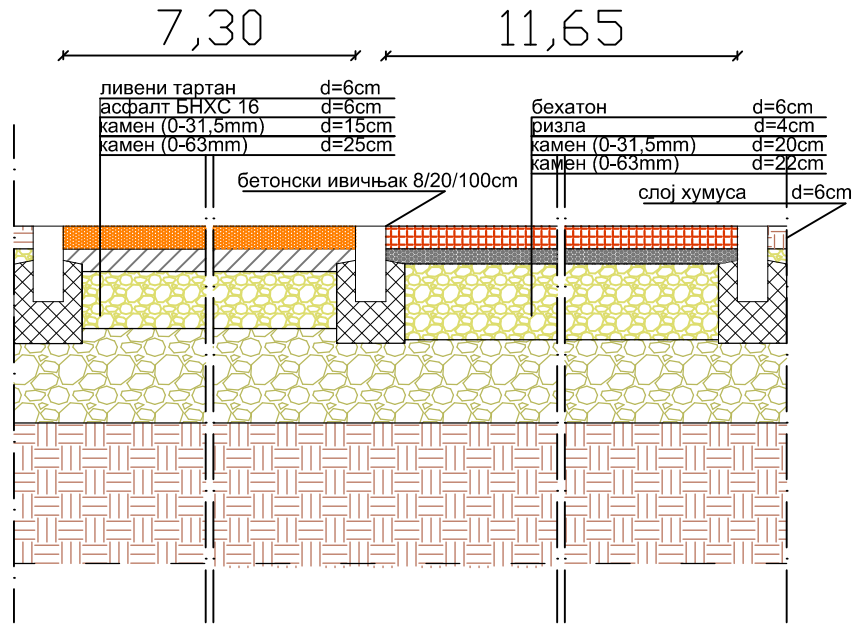 7,30
11,65
ливени тартан d=6cm
асфалт БНХС 16 d=6cm
камен (0-31,5mm) d=15cm
камен (0-63mm) d=25cm
бехатон d=6cm
ризла d=4cm
камен (0-31,5mm) d=20cm
камен (0-63mm) d=22cm
бетонски ивичњак 8/20/100cm
слој хумуса d=6cm